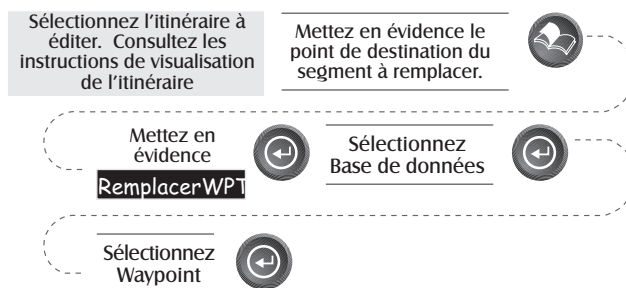 Sélectionnez l'itinéraire à
éditer. Consultez les
instructions de visualisation
de l'itinéraire
Mettez en évidence le
point de destination du
segment à remplacer.
Mettez en
évidence
RemplacerWPT
Sélectionnez
Base de données
Sélectionnez
Waypoint